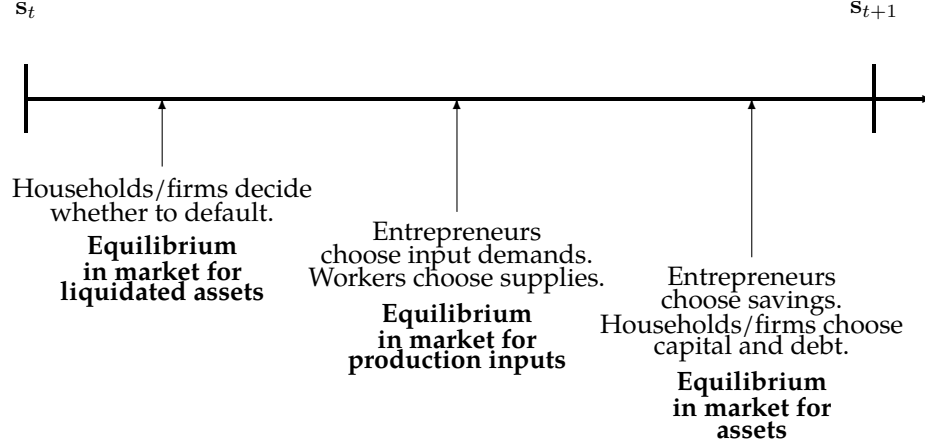 s_t
s_{t+1}
Households/firms decide
whether to default.
Equilibrium
in market for
liquidated assets
Entrepreneurs
choose input demands.
Workers choose supplies.
Equilibrium
in market for
production inputs
Entrepreneurs
choose savings.
Households/firms choose
capital and debt.
Equilibrium
in market for
assets